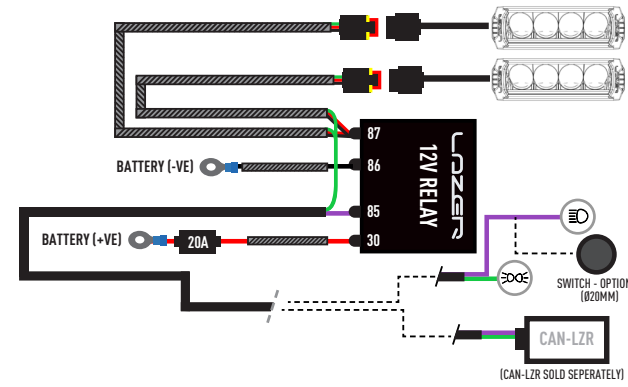 87
BATTERY (-VE)
86
LAZER
12V RELAY
85
BATTERY (+VE)
20A
30
SWITCH - OPTION
(Ø20MM)
CAN-LZR
(CAN-LZR SOLD SEPERATELY)